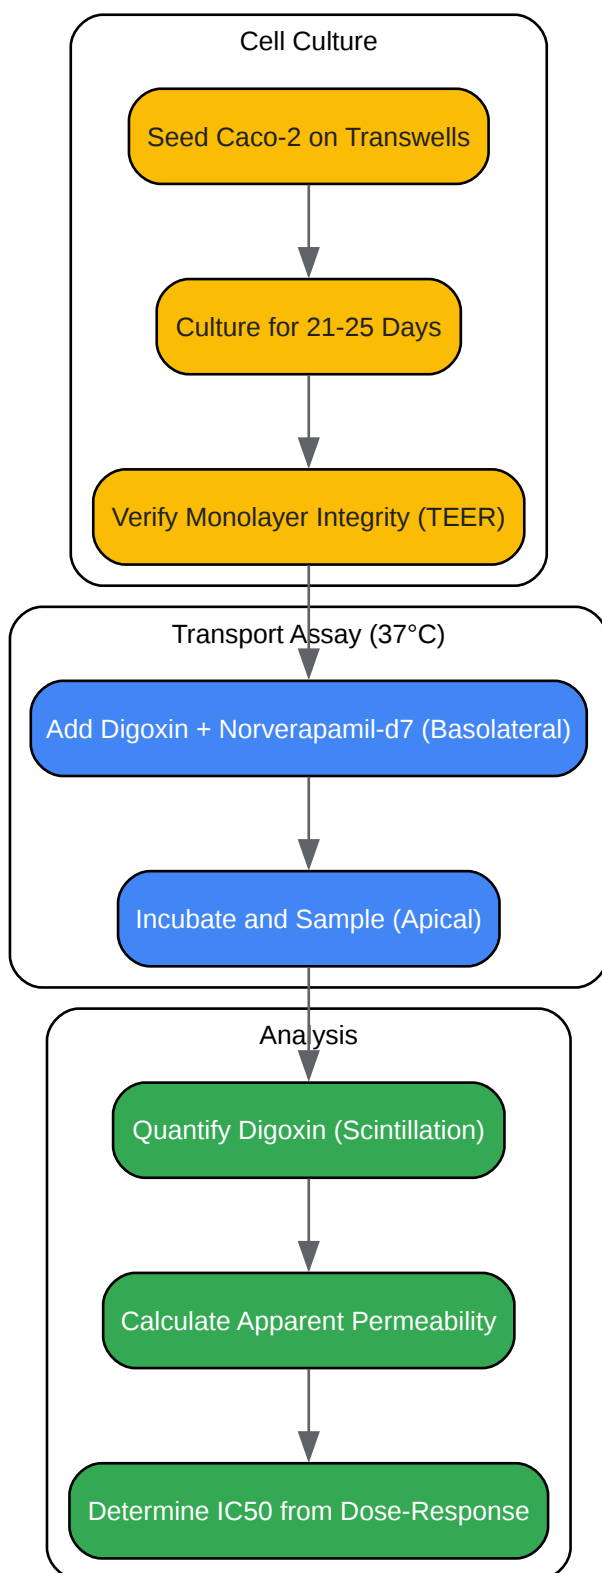 Cell Culture
Seed Caco-2 on Transwells
Culture for 21-25 Days
Verify Monolayer Integrity (TEER)
Transport Assay (37°C)
Add Digoxin + Norverapamil-d7 (Basolateral)
Incubate and Sample (Apical)
Analysis
Quantify Digoxin (Scintillation)
Calculate Apparent Permeability
Determine IC50 from Dose-Response